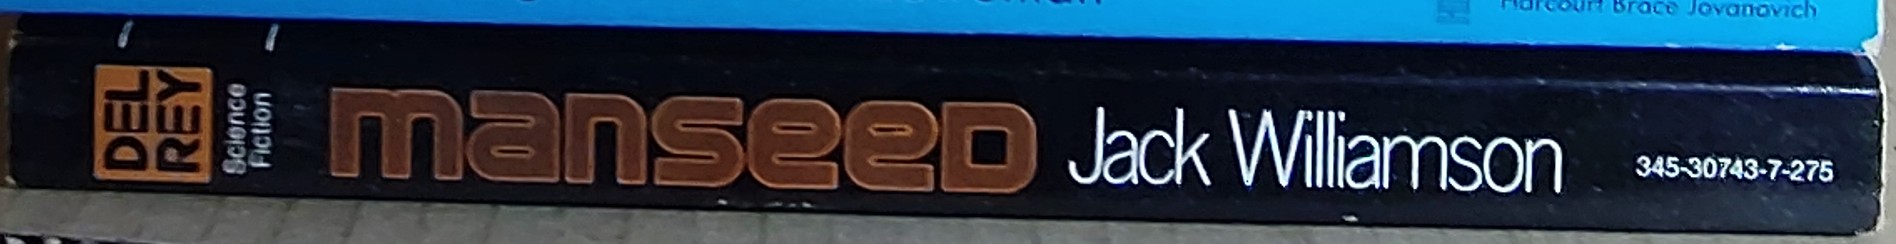 Harcourt Brace Jovanovich
DEL
REY
Science
Fiction
manseed
Jack Williamson
345-30743-7-275